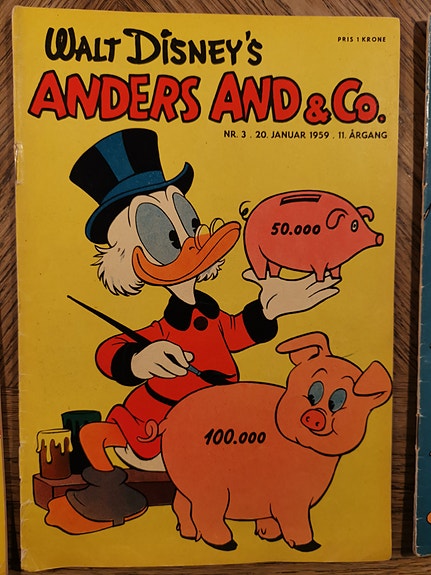 WALT DISNEY'S
PRIS 1 KRONE
ANDERS AND & Co.
NR. 3 . 20. JANUAR 1959 . 11. ÅRGANG
50.000
100.000